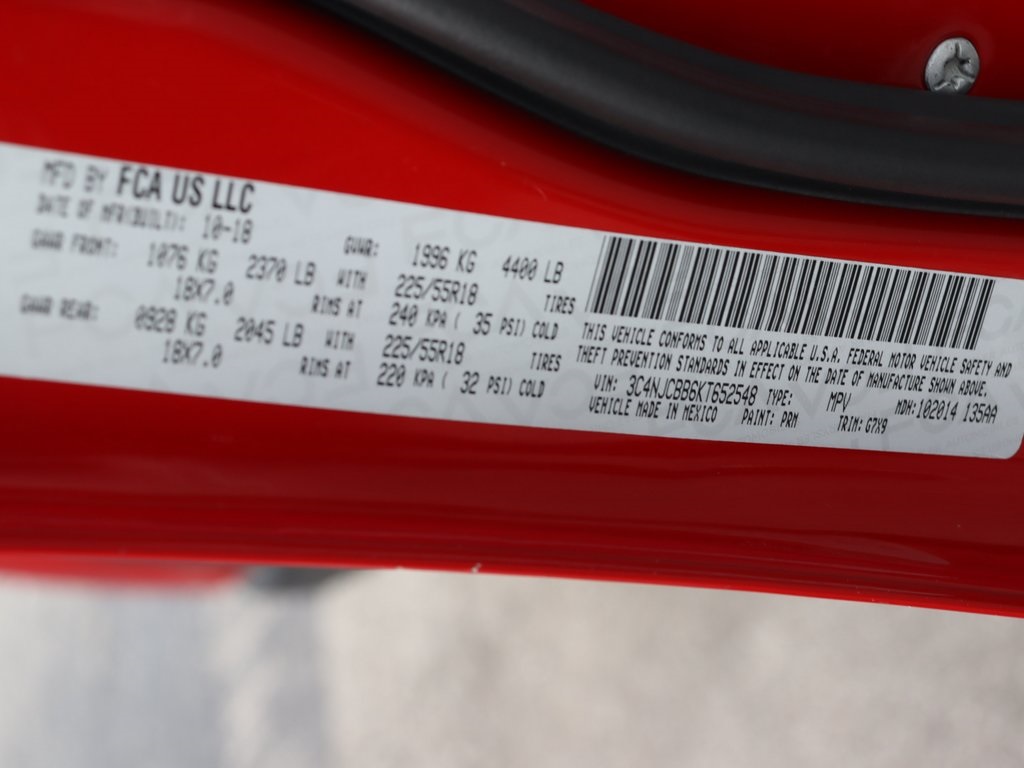 MFD BY FCA US LLC
DATE OF MFR(BUILT): 10-18 GVWR: 1996 KG 4400 LB
GAWR FRONT: 1076 KG 2370 LB WITH 225/55R18 TIRES
18X7.0 RIMS AT 240 KPA ( 35 PSI) COLD
GAWR REAR: 0928 KG 2045 LB WITH 225/55R18 TIRES
18X7.0 RIMS AT 220 KPA ( 32 PSI) COLD
THIS VEHICLE CONFORMS TO ALL APPLICABLE U.S.A. FEDERAL MOTOR VEHICLE SAFETY AND
THEFT PREVENTION STANDARDS IN EFFECT ON THE DATE OF MANUFACTURE SHOWN ABOVE.
VIN: 3C4NJCBB6KT652548 TYPE: MPV MDH:102014 135AA
VEHICLE MADE IN MEXICO PAINT: PRM TRIM: G7X9